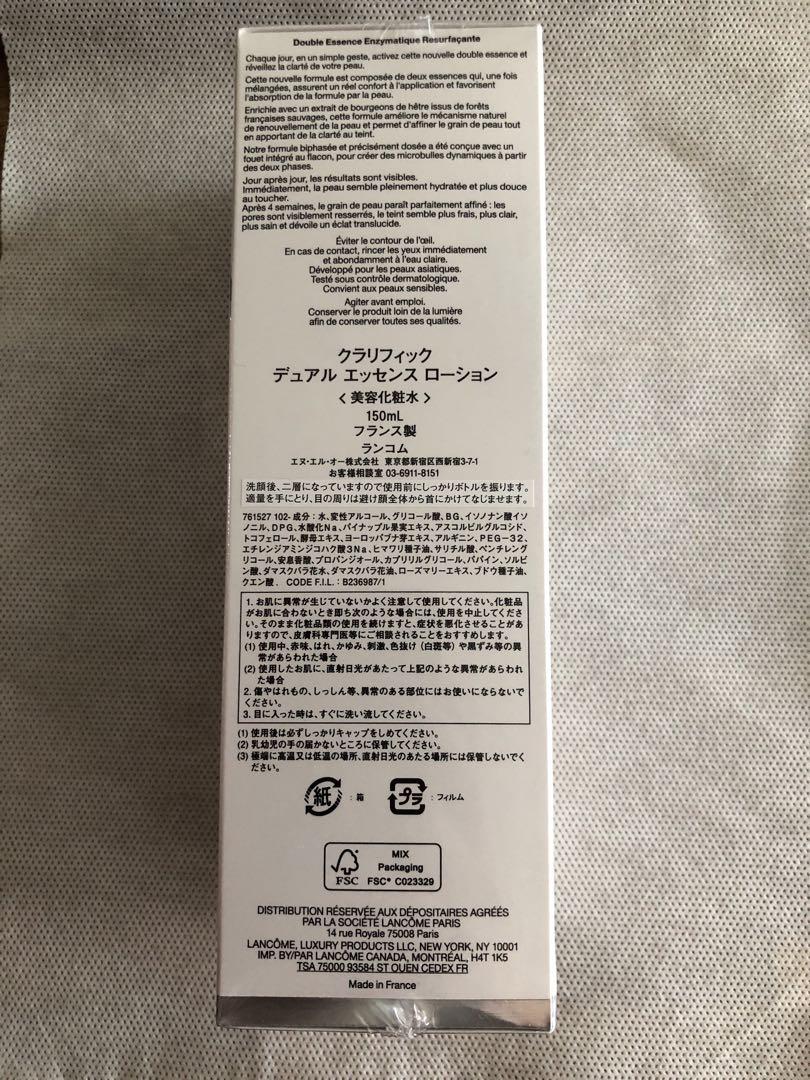 Double Essence Enzymatique Resurfaçante
Chaque jour, en un simple geste, activez cette nouvelle double essence et
réveillez la clarté de votre peau.
Cette nouvelle formule est composée de deux essences qui, une fois
mélangées, assurent un réel confort à l'application et favorisent
l'absorption de la formule par la peau.
Enrichie avec un extrait de bourgeons de hêtre issus de forêts
françaises sauvages, cette formule améliore le mécanisme naturel
de renouvellement de la peau et permet d'affiner le grain de peau tout
en apportant de la clarté au teint.
Notre formule biphasée et précisément dosée a été conçue avec un
fouet intégré au flacon, pour créer des microbulles dynamiques à partir
des deux phases.
Jour après jour, les résultats sont visibles.
Immédiatement, la peau semble pleinement hydratée et plus douce
au toucher.
Après 4 semaines, le grain de peau paraît parfaitement affiné : les
pores sont visiblement resserrés, le teint semble plus frais, plus clair,
plus sain et dévoile un éclat translucide.
Éviter le contour de l'œil.
En cas de contact, rincer les yeux immédiatement
et abondamment à l'eau claire.
Développé pour les peaux asiatiques.
Testé sous contrôle dermatologique.
Convient aux peaux sensibles.
Agiter avant emploi.
Conserver le produit loin de la lumière
afin de conserver toutes ses qualités.
クラリフィック
デュアル エッセンス ローション
〈 美容化粧水 〉
150mL
フランス製
ランコム
エヌ・エル・オー株式会社 東京都新宿区西新宿3-7-1
お客様相談室 03-6911-8151
洗顔後、二層になっていますので使用前にしっかりボトルを振ります。
適量を手にとり、目の周りは避け顔全体から首にかけてなじませます。
761527 102- 成分：水、変性アルコール、グリコール酸、BG、イソノナン酸イソ
ノニル、DPG、水酸化Na、パイナップル果実エキス、アスコルビルグルコシド、
トコフェロール、酵母エキス、ヨーロッパブナ芽エキス、アルギニン、PEG－32、
エチレンジアミンジコハク酸3Na、ヒマワリ種子油、サリチル酸、ペンチレング
リコール、安息香酸、プロパンジオール、カプリリルグリコール、パパイン、ソルビ
ン酸、ダマスクバラ花水、ダマスクバラ花油、ローズマリーエキス、ブドウ種子油、
クエン酸． CODE F.I.L. : B236987/1
1. お肌に異常が生じていないかよく注意して使用してください。化粧品
がお肌に合わないとき即ち次のような場合には、使用を中止してくださ
い。そのまま化粧品類の使用を続けますと、症状を悪化させることがあ
りますので、皮膚科専門医等にご相談されることをおすすめします。
(1) 使用中、赤味、はれ、かゆみ、刺激、色抜け（白斑等）や黒ずみ等の異
常があらわれた場合
(2) 使用したお肌に、直射日光があたって上記のような異常があらわれ
た場合
2. 傷やはれもの、しっしん等、異常のある部位にはお使いにならないで
ください。
3. 目に入った時は、すぐに洗い流してください。
(1) 使用後は必ずしっかりキャップをしめてください。
(2) 乳幼児の手の届かないところに保管してください。
(3) 極端に高温又は低温の場所、直射日光のあたる場所には保管しないでく
ださい。
紙 : 箱 プラ : フィルム
FSC MIX
Packaging
FSC® C023329
DISTRIBUTION RÉSERVÉE AUX DÉPOSITAIRES AGRÉÉS
PAR LA SOCIÉTÉ LANCÔME PARIS
14 rue Royale 75008 Paris
LANCÔME, LUXURY PRODUCTS LLC, NEW YORK, NY 10001
IMP. BY/PAR LANCÔME CANADA, MONTRÉAL, H4T 1K5
TSA 75000 93584 ST OUEN CEDEX FR
Made in France